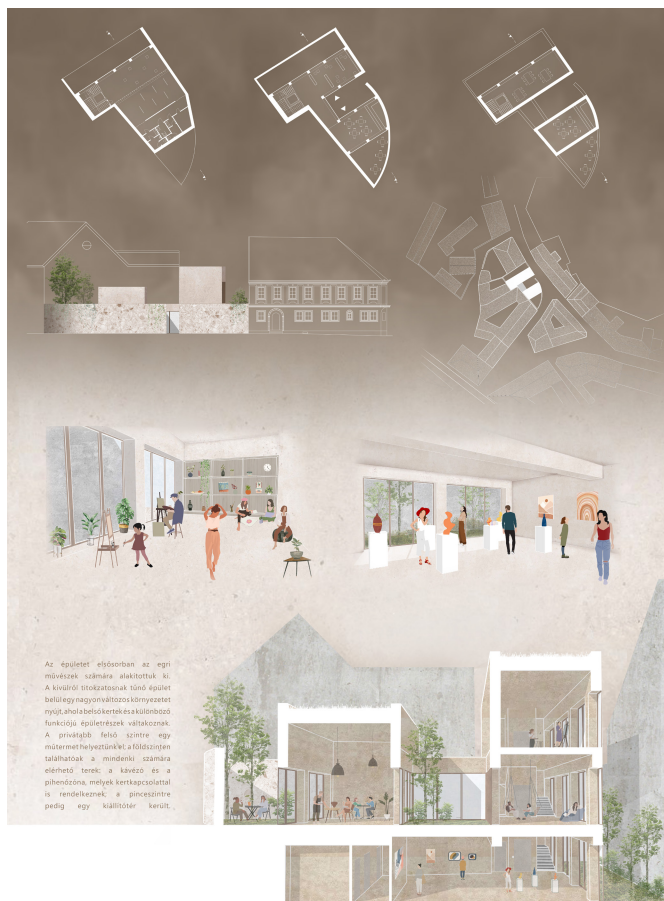 Az épületet elsősorban az egri
művészek számára alakítottuk ki.
A kívülről titokzatosnak tűnő épület
belül egy nagyon változos környezetet
nyújt, ahol a belső kertek és a különböző
funkciójú épületrészek váltakoznak.
A privátabb felső szintre egy
műtermet helyeztünk el; a földszinten
találhatóak a mindenki számára
elérhető terek: a kávézó és a
pihenőzóna, melyek kertkapcsolattal
is rendelkeznek; a pinceszintre
pedig egy kiállítótér került.